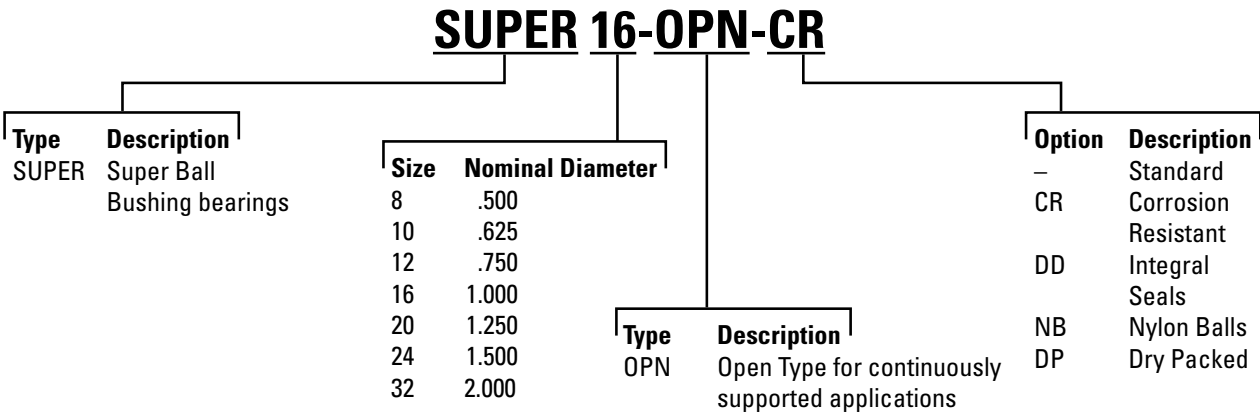 SUPER 16-OPN-CR
Type Description
SUPER Super Ball
Bushing bearings
Size Nominal Diameter
8 .500
10 .625
12 .750
16 1.000
20 1.250
24 1.500
32 2.000
Type Description
OPN Open Type for continuously
supported applications
Option Description
– Standard
CR Corrosion
Resistant
DD Integral
Seals
NB Nylon Balls
DP Dry Packed